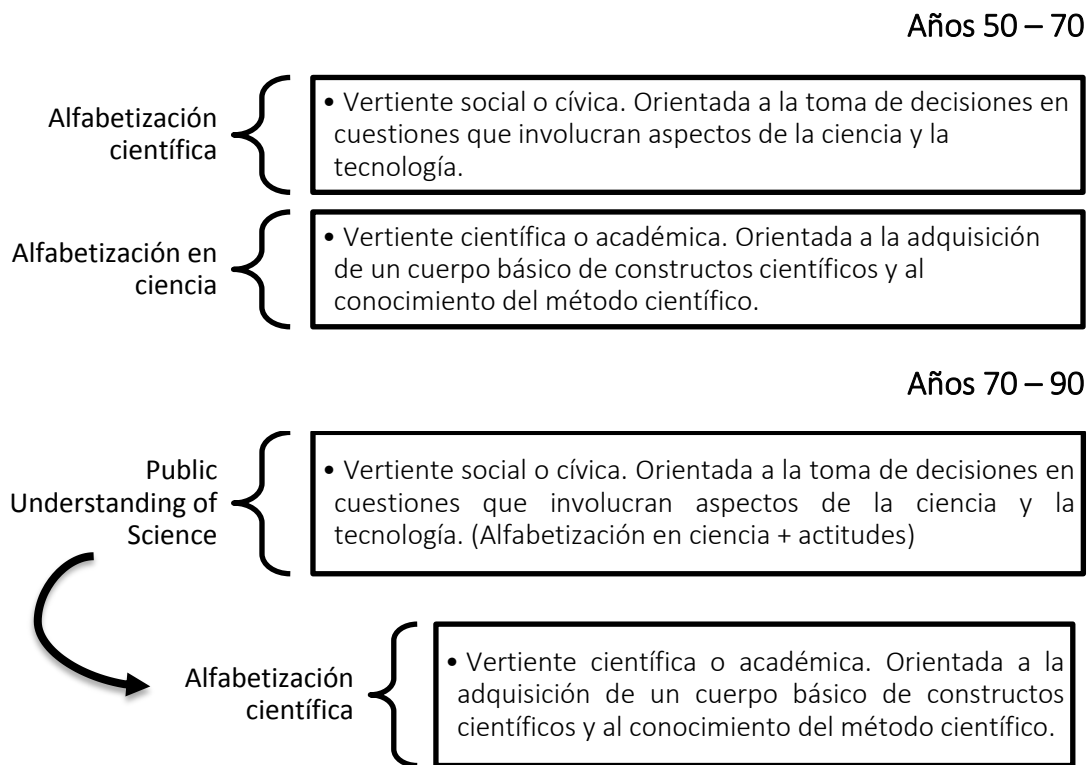 Años 50 – 70
Alfabetización
científica
• Vertiente social o cívica. Orientada a la toma de decisiones en
cuestiones que involucran aspectos de la ciencia y la
tecnología.
Alfabetización en
ciencia
• Vertiente científica o académica. Orientada a la adquisición
de un cuerpo básico de constructos científicos y al
conocimiento del método científico.
Años 70 – 90
Public
Understanding of
Science
• Vertiente social o cívica. Orientada a la toma de decisiones en
cuestiones que involucran aspectos de la ciencia y la
tecnología. (Alfabetización en ciencia + actitudes)
Alfabetización
científica
• Vertiente científica o académica. Orientada a la
adquisición de un cuerpo básico de constructos
científicos y al conocimiento del método científico.